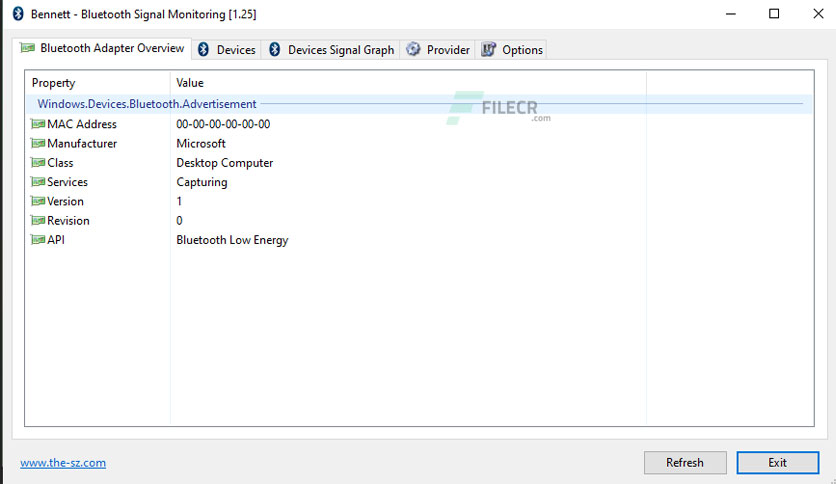 Bennett - Bluetooth Signal Monitoring [1.25]
Bluetooth Adapter Overview Devices Devices Signal Graph Provider Options
Property Value
Windows.Devices.Bluetooth.Advertisement
FILECR
.com
MAC Address 00-00-00-00-00-00
Manufacturer Microsoft
Class Desktop Computer
Services Capturing
Version 1
Revision 0
API Bluetooth Low Energy
www.the-sz.com Refresh Exit